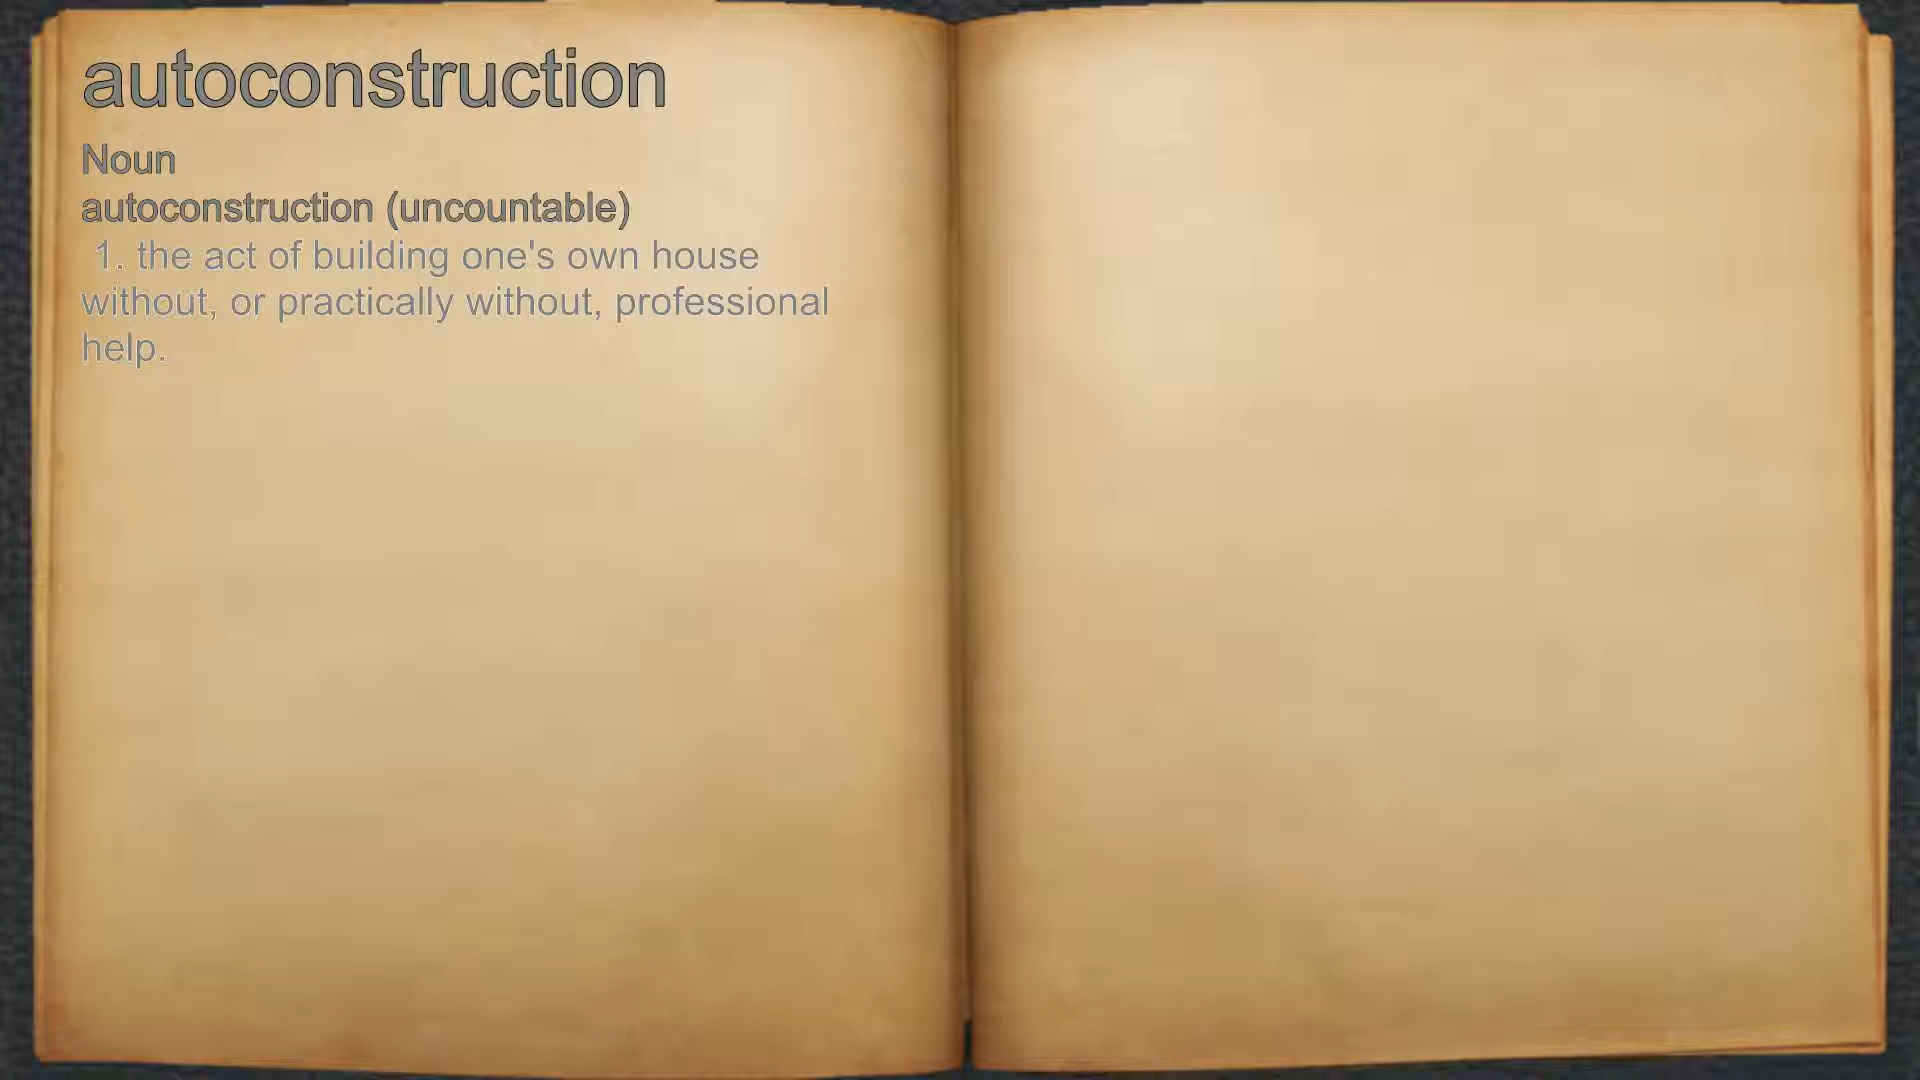 autoconstruction
Noun
autoconstruction (uncountable)
1. the act of building one's own house
without, or practically without, professional
help.